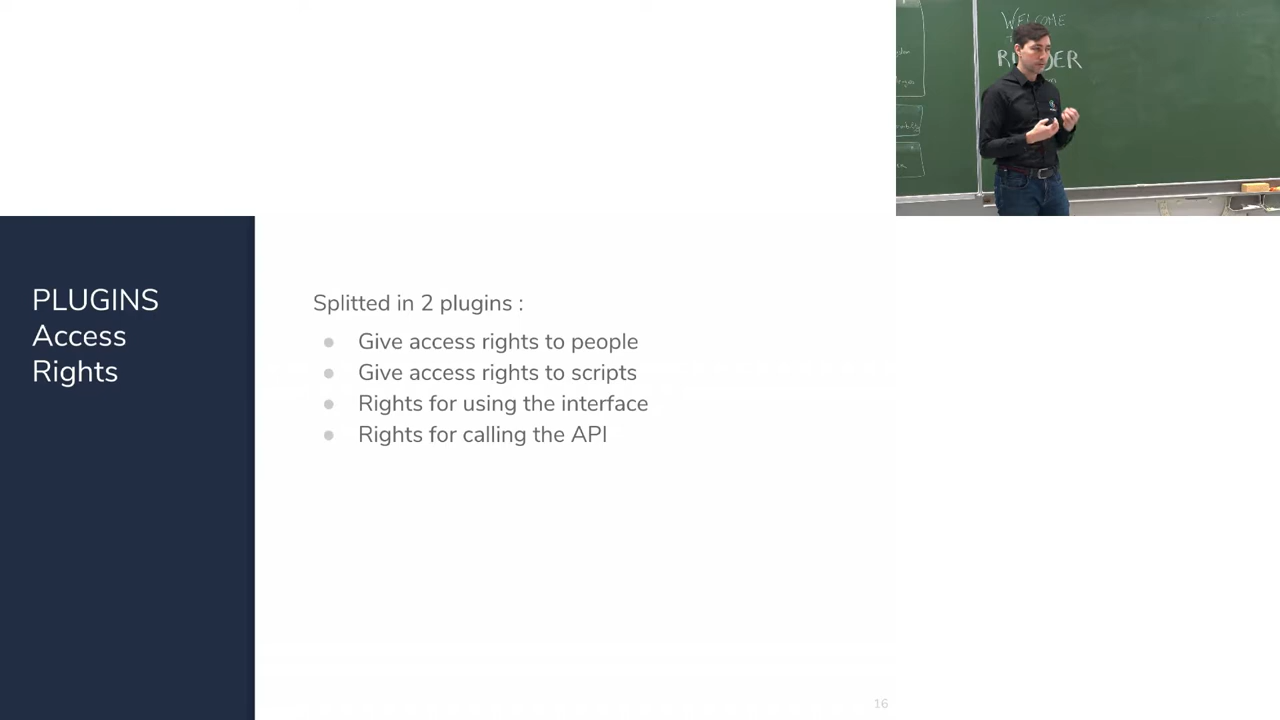 WELCOME
PLUGINS
Access
Rights
Splitted in 2 plugins :
● Give access rights to people
● Give access rights to scripts
● Rights for using the interface
● Rights for calling the API
16